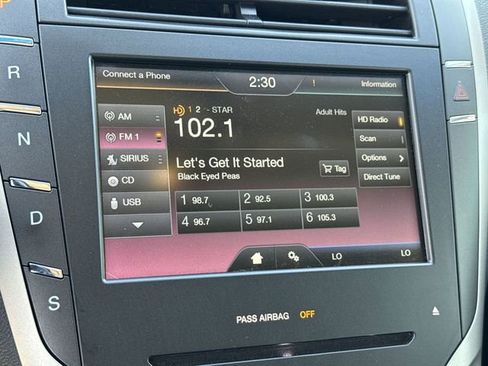 P
R
N
D
S
Connect a Phone 2:30 ! Information
AM
FM 1
SIRIUS
CD
USB
HD 1 2 - STAR Adult Hits
102.1
Let's Get It Started
Black Eyed Peas
Tag
1 98.7 2 92.5 3 100.3
4 96.7 5 97.1 6 105.3
HD Radio
Scan
Options
Direct Tune
LO LO
PASS AIRBAG OFF